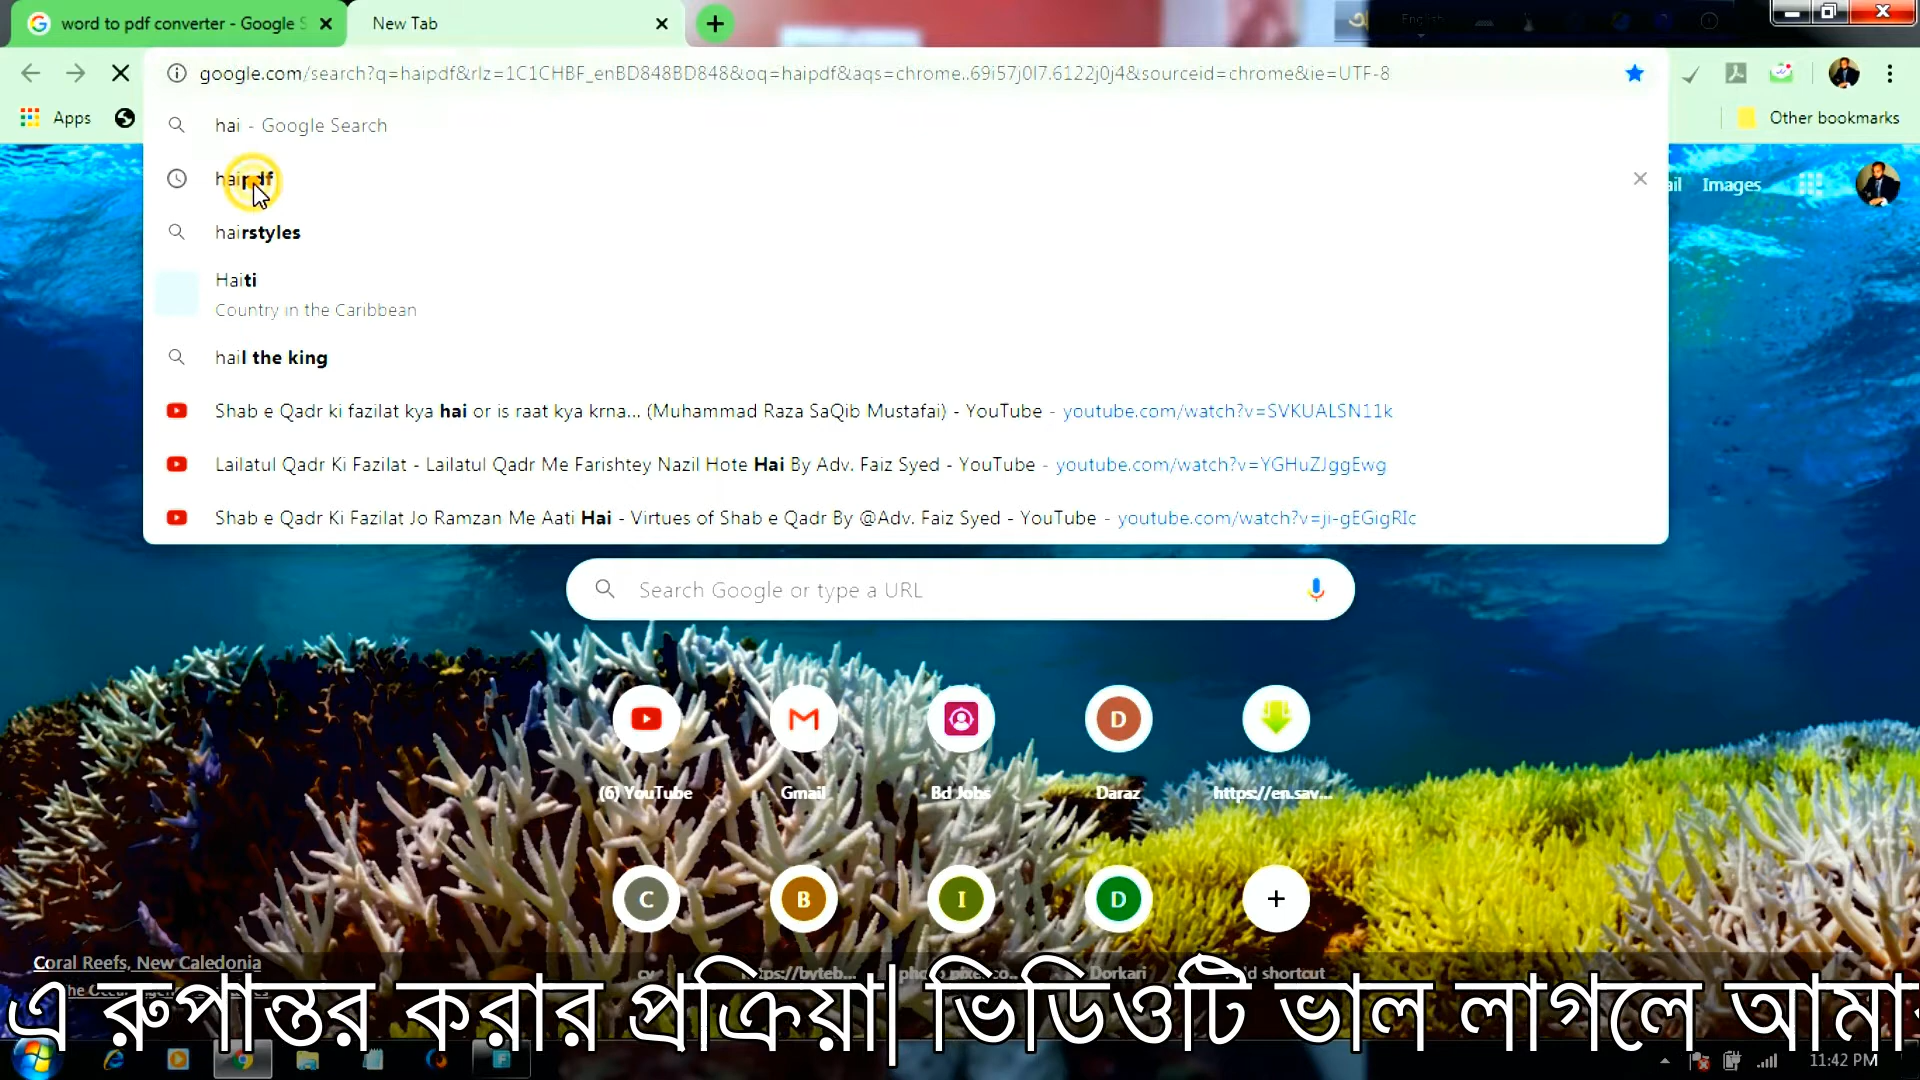 word to pdf converter - Google S
New Tab
English
google.com/search?q=haipdf&rlz=1C1CHBF_enBD848BD848&oq=haipdf&aqs=chrome..69i57j0l7.6122j0j4&sourceid=chrome&ie=UTF-8
Apps
Other bookmarks
hai - Google Search
haipdf
Images
hairstyles
Haiti
Country in the Caribbean
hail the king
Shab e Qadr ki fazilat kya hai or is raat kya krna... (Muhammad Raza SaQib Mustafai) - YouTube - youtube.com/watch?v=SVKUALSN11k
Lailatul Qadr Ki Fazilat - Lailatul Qadr Me Farishtey Nazil Hote Hai By Adv. Faiz Syed - YouTube - youtube.com/watch?v=YGHuZJggEwg
Shab e Qadr Ki Fazilat Jo Ramzan Me Aati Hai - Virtues of Shab e Qadr By @Adv. Faiz Syed - YouTube - youtube.com/watch?v=ji-gEGigRIc
Search Google or type a URL
(6) YouTube
Gmail
Bd Jobs
D
Daraz
https://en.sav...
C
B
I
D
Coral Reefs, New Caledonia
cv
Dorkari
shortcut
এ রুপান্তর করার প্রক্রিয়া| ভিডিওটি ভাল লাগলে আমা
11:42 PM